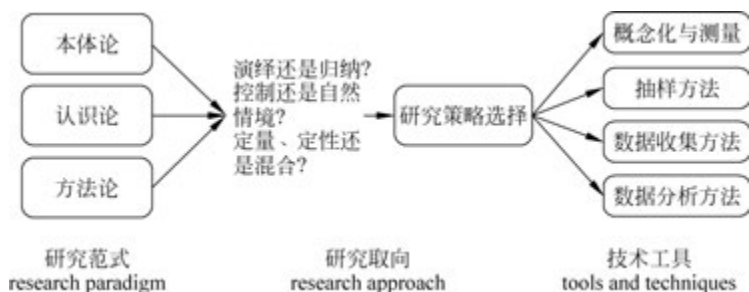 本体论
认识论
方法论
演绎还是归纳?
控制还是自然
情境?
定量、定性还
是混合?
研究策略选择
概念化与测量
抽样方法
数据收集方法
数据分析方法
研究范式
research paradigm
研究取向
research approach
技术工具
tools and techniques